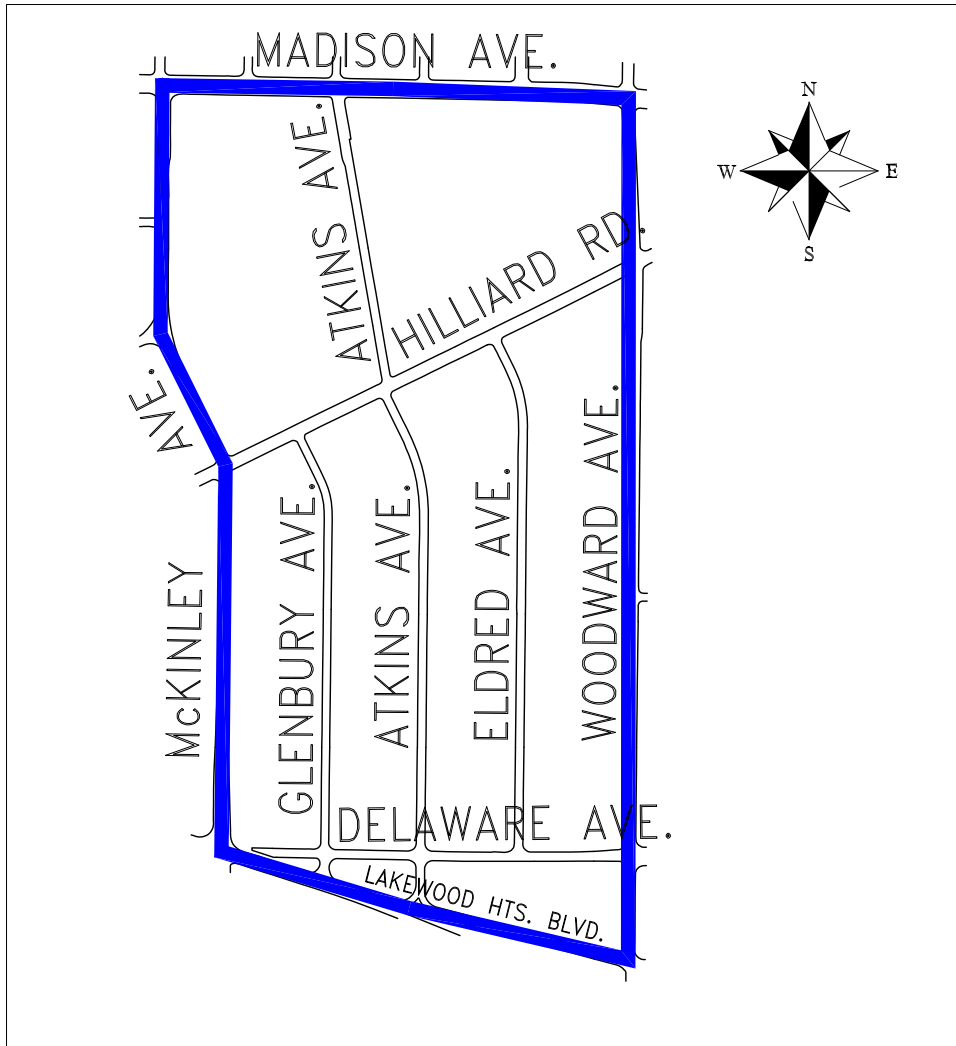 MADISON AVE.
N
W
E
S
ATKINS AVE.
HILLIARD RD.
McKINLEY AVE.
GLENBURY AVE.
ATKINS AVE.
ELDRED AVE.
WOODWARD AVE.
DELAWARE AVE.
LAKEWOOD HTS. BLVD.